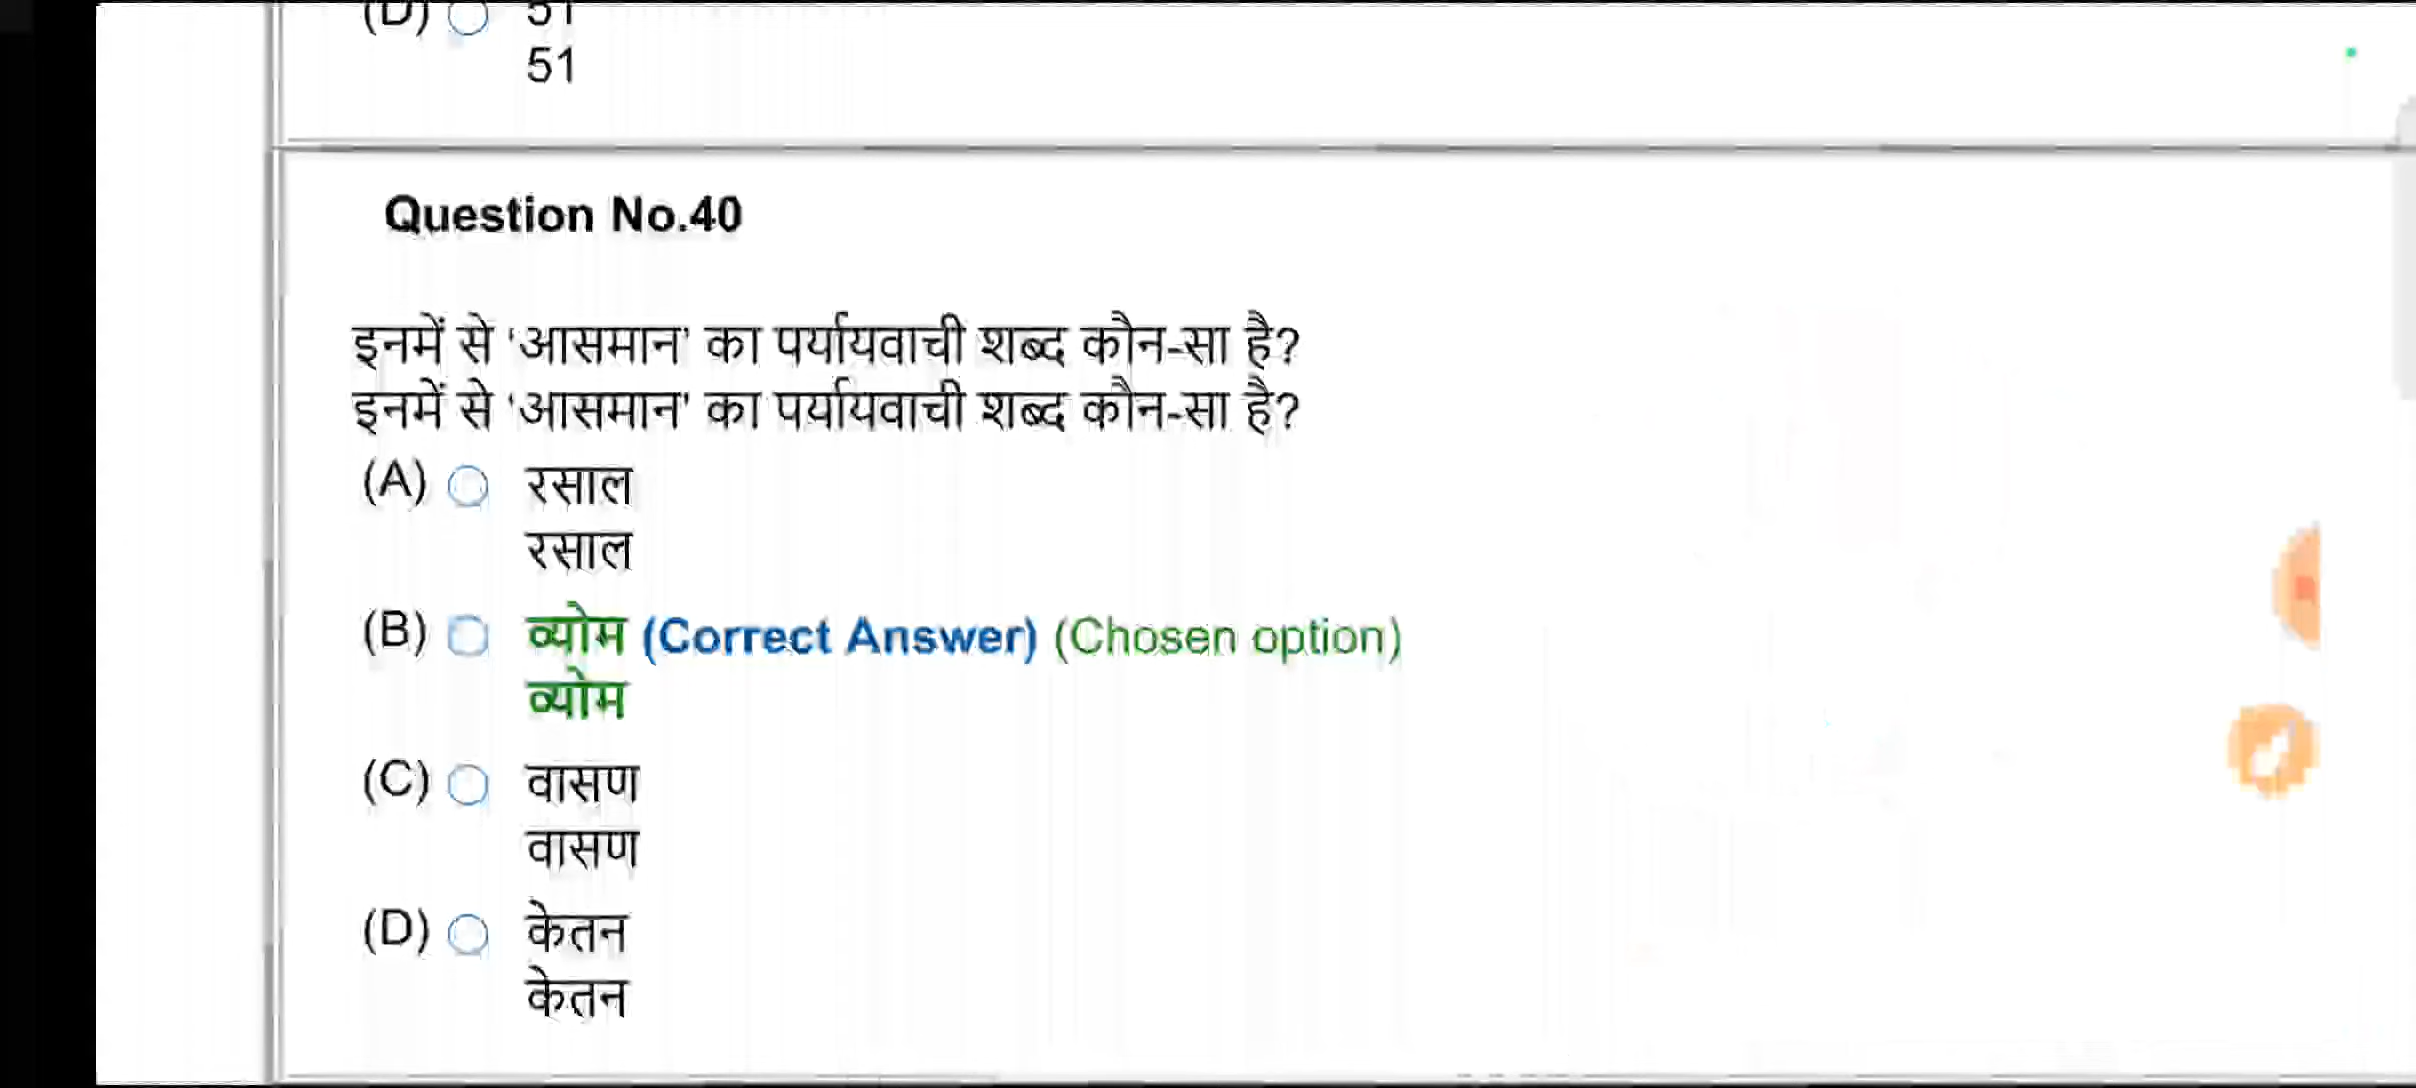 (D) 51
51
Question No.40
इनमें से 'आसमान' का पर्यायवाची शब्द कौन-सा है?
इनमें से 'आसमान' का पर्यायवाची शब्द कौन-सा है?
(A) रसाल
रसाल
(B) व्योम (Correct Answer) (Chosen option)
व्योम
(C) वासण
वासण
(D) केतन
केतन